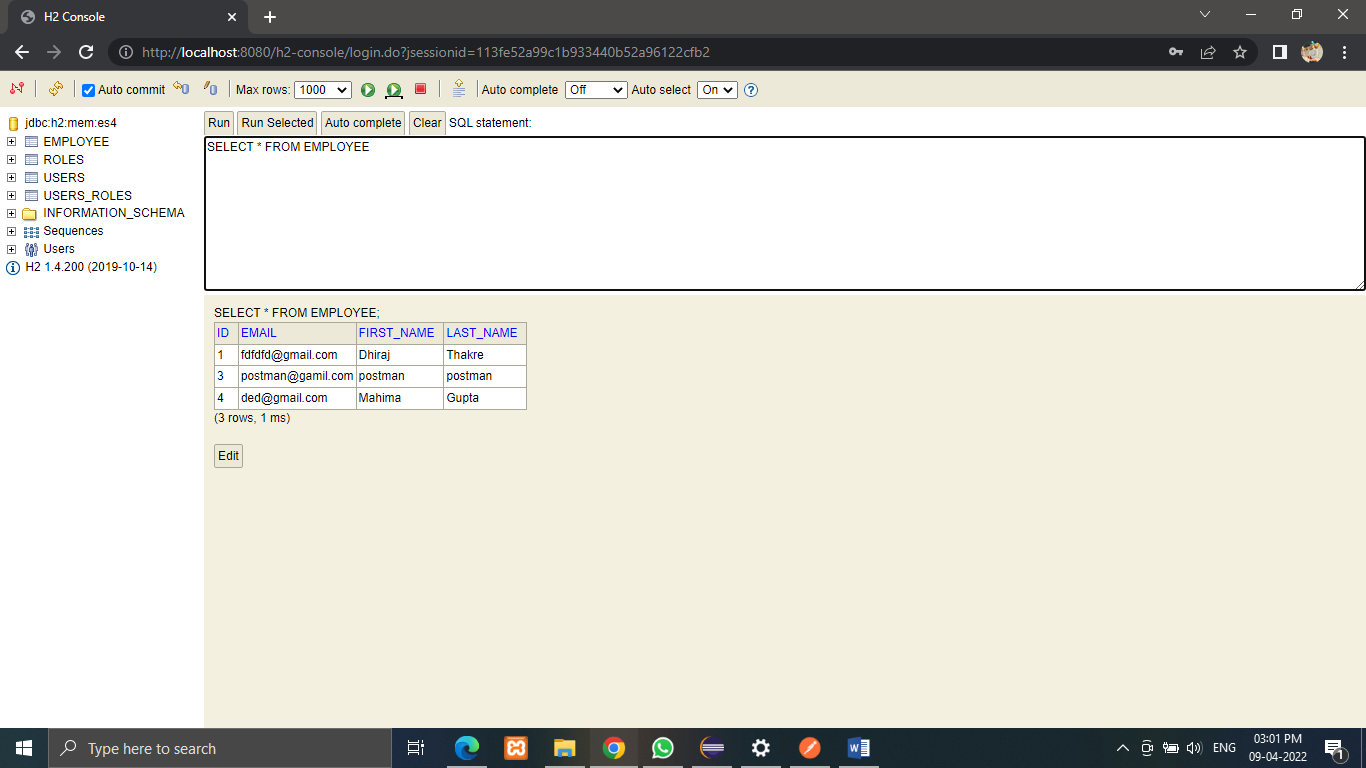 H2 Console
http://localhost:8080/h2-console/login.do?jsessionid=113fe52a99c1b933440b52a96122cfb2
Auto commit Max rows: 1000 Auto complete Off Auto select On
jdbc:h2:mem:es4
EMPLOYEE
ROLES
USERS
USERS_ROLES
INFORMATION_SCHEMA
Sequences
Users
H2 1.4.200 (2019-10-14)
Run Run Selected Auto complete Clear SQL statement:
SELECT * FROM EMPLOYEE
SELECT * FROM EMPLOYEE;
ID EMAIL FIRST_NAME LAST_NAME
1 fdfdfd@gmail.com Dhiraj Thakre
3 postman@gamil.com postman postman
4 ded@gmail.com Mahima Gupta
(3 rows, 1 ms)
Edit
Type here to search
ENG
03:01 PM
09-04-2022
1